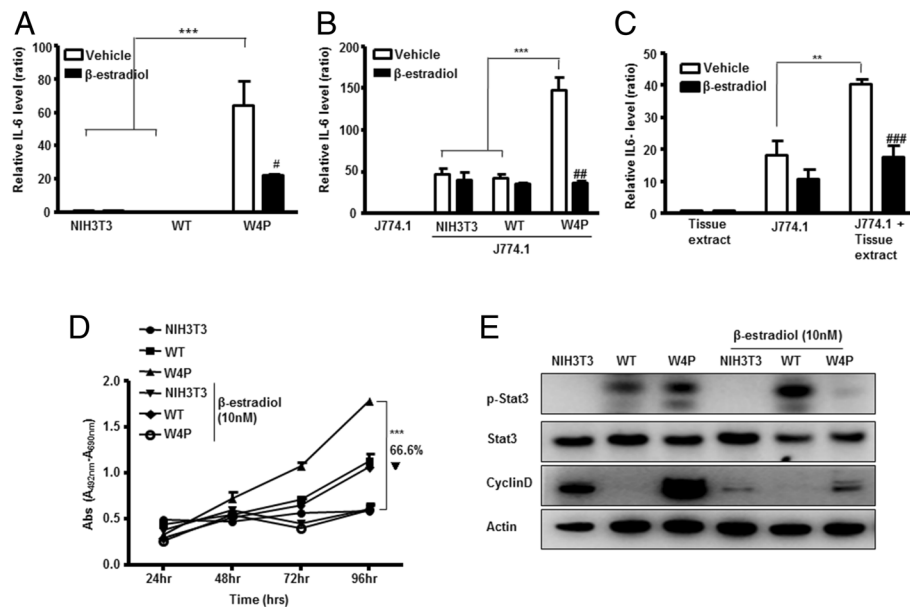 A
***
Relative IL-6 level (ratio)
100
80
60
40
20
0
Vehicle
β-estradiol
#
NIH3T3
WT
W4P
B
***
Relative IL-6 level (ratio)
200
150
100
50
0
Vehicle
β-estradiol
##
J774.1
NIH3T3
WT
W4P
J774.1
C
**
Relative IL6- level (ratio)
50
40
30
20
10
0
Vehicle
β-estradiol
###
Tissue extract
J774.1
J774.1 + Tissue extract
D
NIH3T3
WT
W4P
NIH3T3
WT
W4P
β-estradiol
(10nM)
Abs (A492nm-A690nm)
2.0
1.5
1.0
0.5
0.0
***
66.6%
▼
24hr
48hr
72hr
96hr
Time (hrs)
E
β-estradiol (10nM)
NIH3T3
WT
W4P
NIH3T3
WT
W4P
p-Stat3
Stat3
CyclinD
Actin